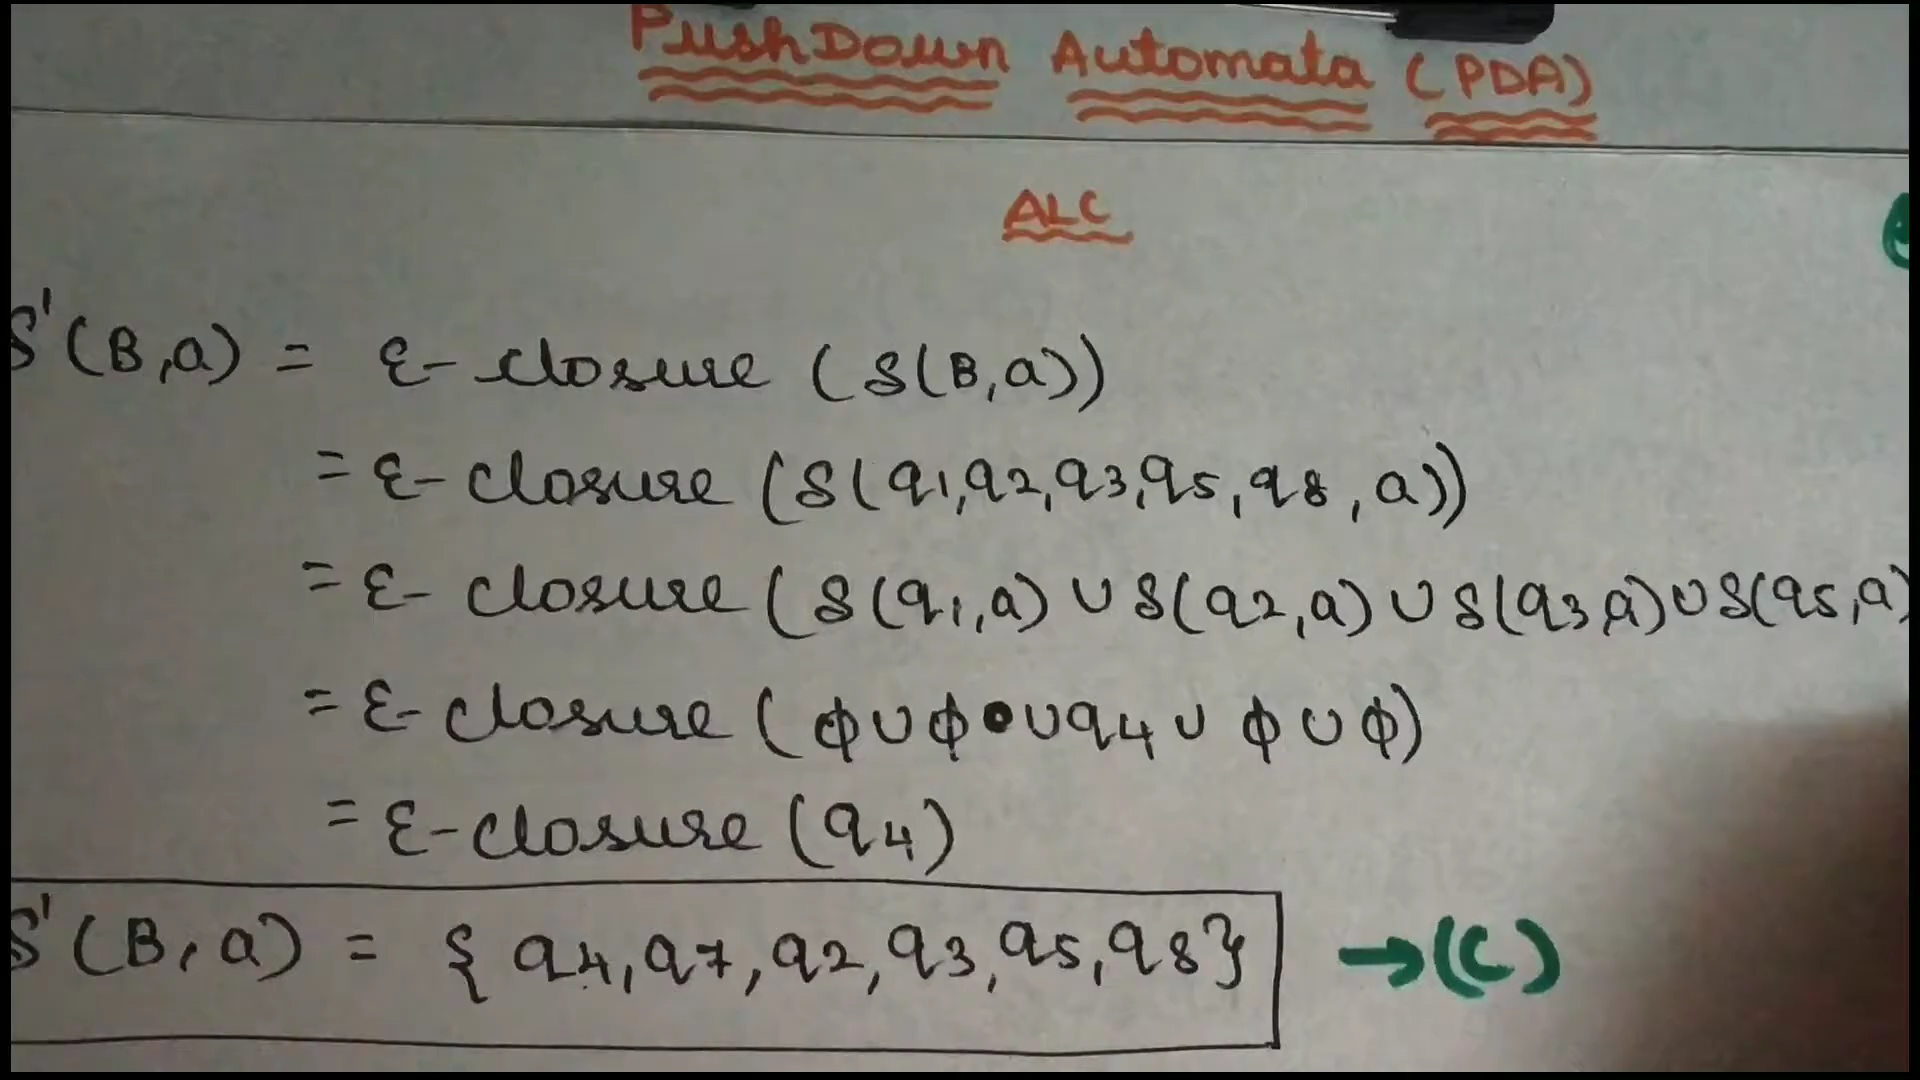 PushDown Automata (PDA)
ALC
δ'(B,a) = ε-closure (δ(B,a))
= ε-closure (δ(q1,q2,q3,q5,q8,a))
= ε-closure (δ(q1,a) ∪ δ(q2,a) ∪ δ(q3,a) ∪ δ(q5,a)
= ε-closure (ϕ ∪ ϕ ∪ q4 ∪ ϕ ∪ ϕ)
= ε-closure (q4)
δ'(B,a) = {q4,q7,q2,q3,q5,q8} → (C)